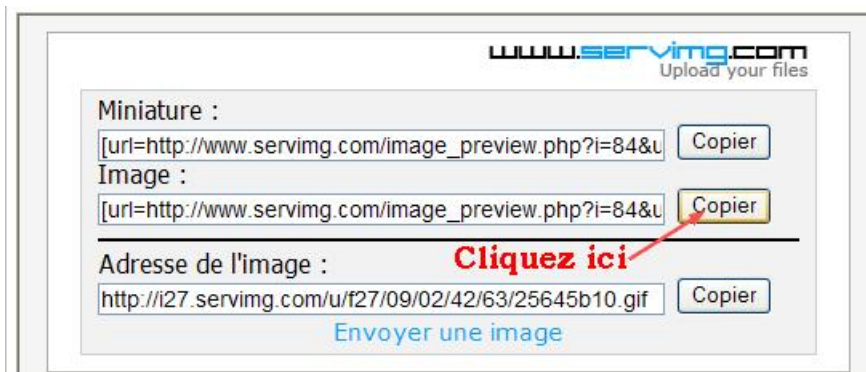 www.servimg.com
Upload your files
Miniature :
[url=http://www.servimg.com/image_preview.php?i=84&u Copier
Image :
[url=http://www.servimg.com/image_preview.php?i=84&u Copier
Cliquez ici
Adresse de l'image :
http://i27.servimg.com/u/f27/09/02/42/63/25645b10.gif Copier
Envoyer une image